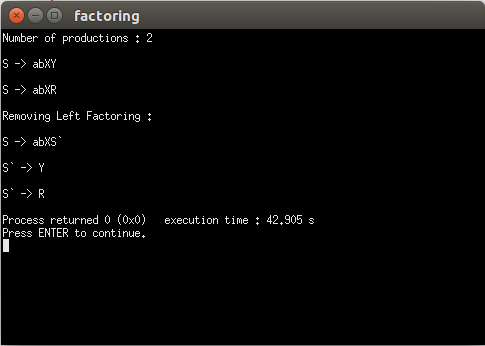 factoring
Number of productions : 2
S -> abXY
S -> abXR
Removing Left Factoring :
S -> abXS`
S` -> Y
S` -> R
Process returned 0 (0x0)   execution time : 42.905 s
Press ENTER to continue.